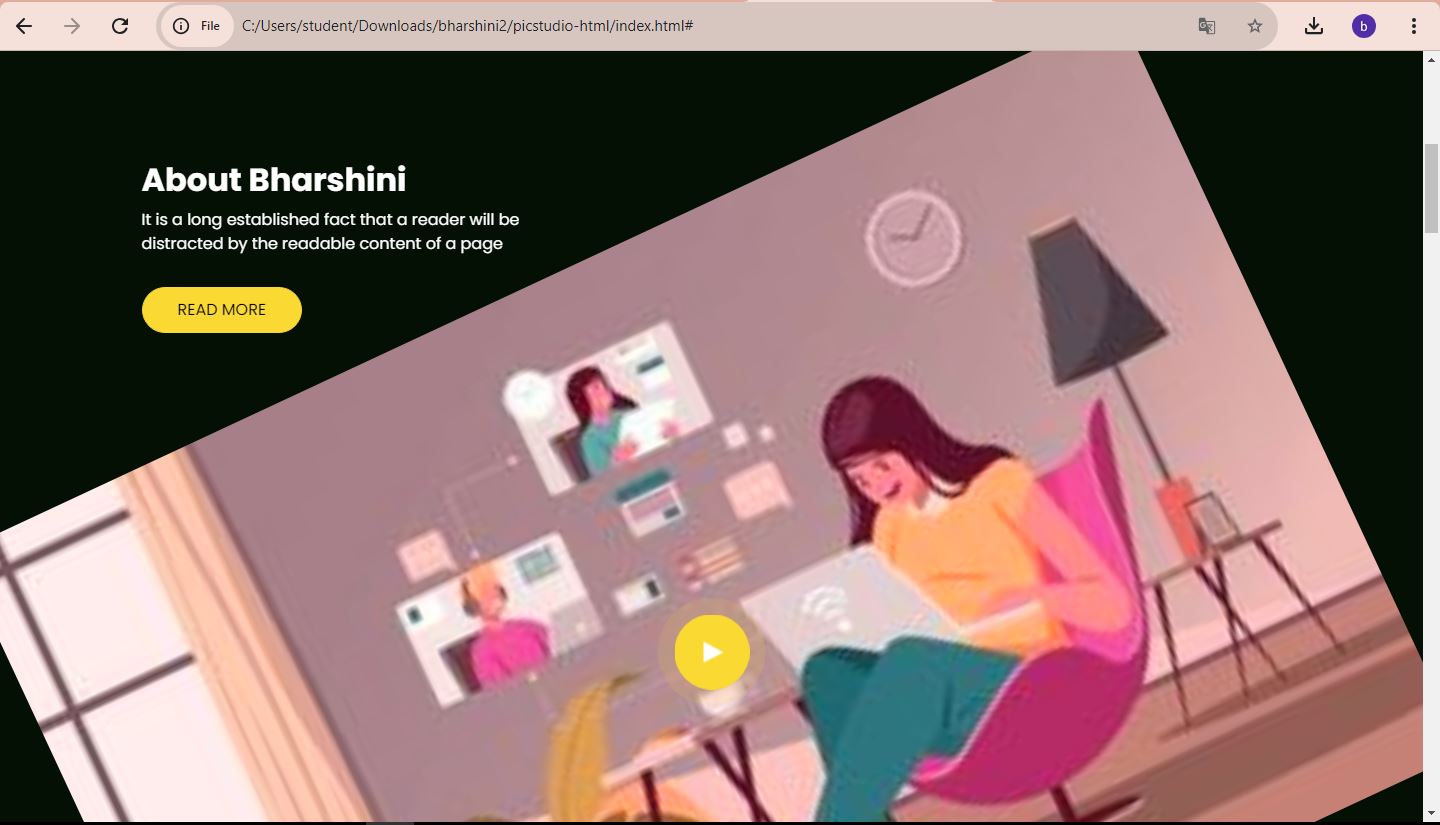 File
C:/Users/student/Downloads/bharshini2/picstudio-html/index.html#
b
About Bharshini
It is a long established fact that a reader will be
distracted by the readable content of a page
READ MORE